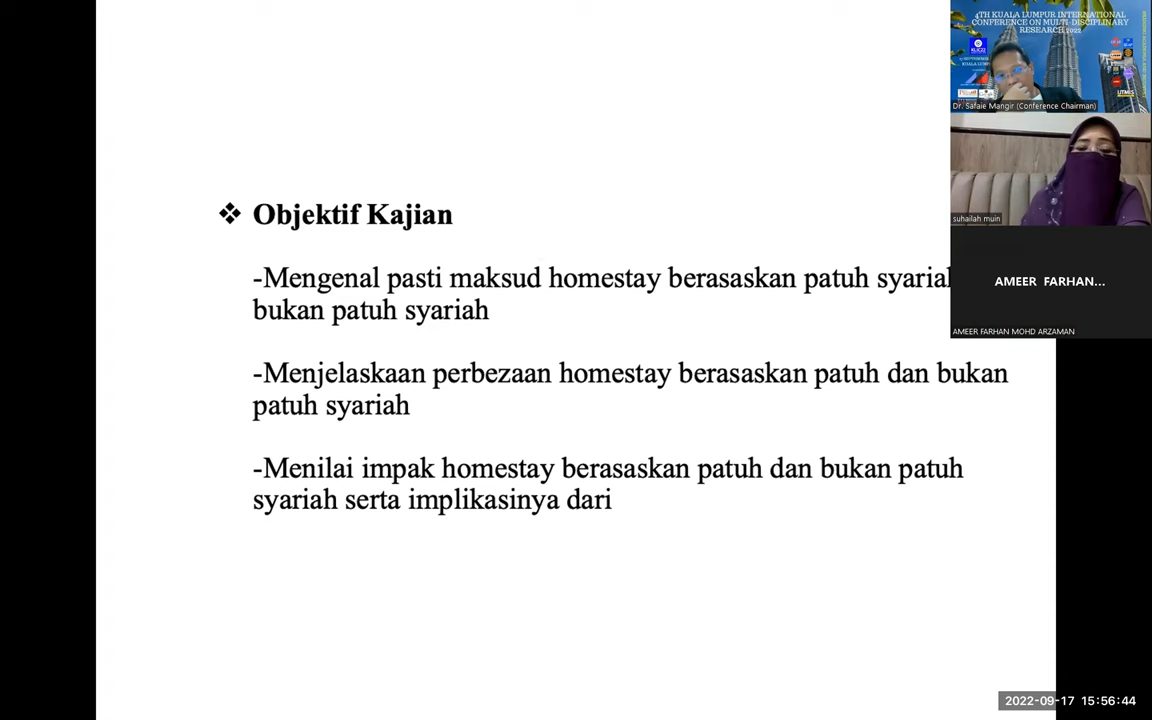 ❖ Objektif Kajian
-Mengenal pasti maksud homestay berasaskan patuh syariah
bukan patuh syariah
-Menjelaskaan perbezaan homestay berasaskan patuh dan bukan
patuh syariah
-Menilai impak homestay berasaskan patuh dan bukan patuh
syariah serta implikasinya dari
4TH KUALA LUMPUR INTERNATIONAL
CONFERENCE ON MULTI-DISCIPLINARY
RESEARCH 2022
Dr. Safaie Mangir (Conference Chairman)
suhailah muin
AMEER FARHAN...
AMEER FARHAN MOHD ARZAMAN
2022-09-17 15:56:44